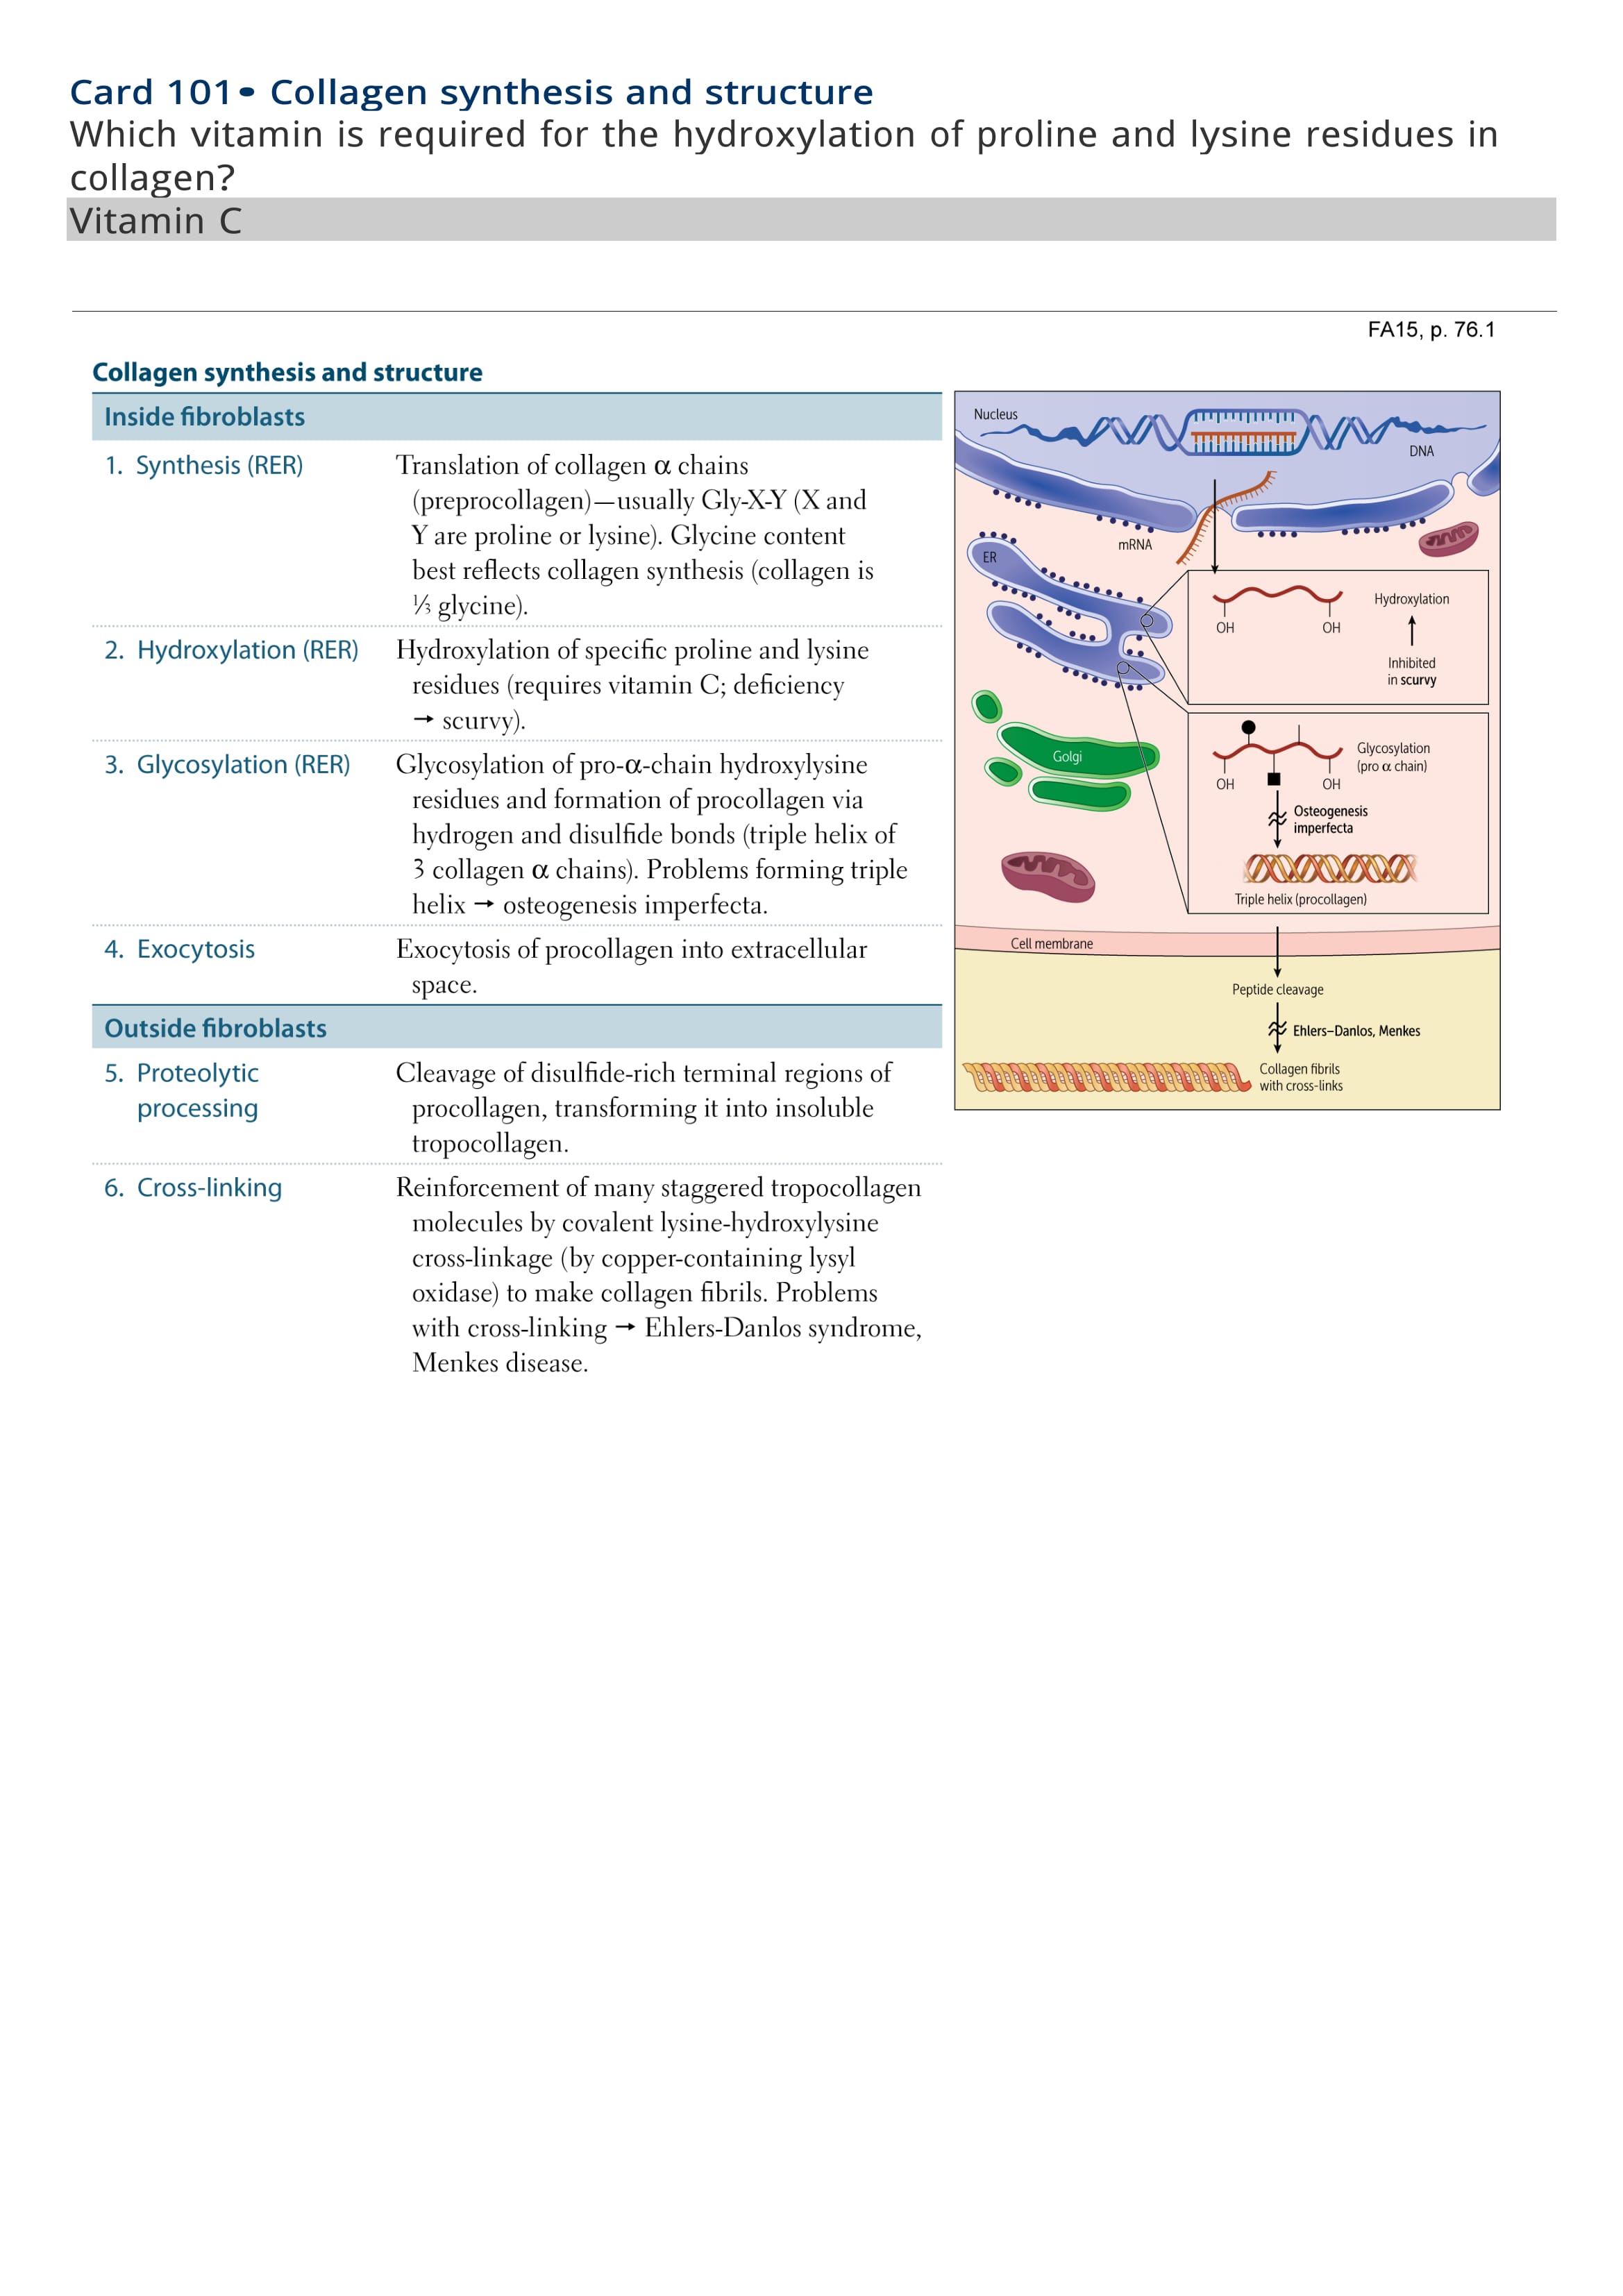 Card 101• Collagen synthesis and structure
Which vitamin is required for the hydroxylation of proline and lysine residues in
collagen?
Vitamin C
FA15, p. 76.1
Collagen synthesis and structure
Inside fibroblasts
1. Synthesis (RER)
Translation of collagen α chains
(preprocollagen)—usually Gly-X-Y (X and
Y are proline or lysine). Glycine content
best reflects collagen synthesis (collagen is
⅓ glycine).
2. Hydroxylation (RER)
Hydroxylation of specific proline and lysine
residues (requires vitamin C; deficiency
→ scurvy).
3. Glycosylation (RER)
Glycosylation of pro-α-chain hydroxylysine
residues and formation of procollagen via
hydrogen and disulfide bonds (triple helix of
3 collagen α chains). Problems forming triple
helix → osteogenesis imperfecta.
4. Exocytosis
Exocytosis of procollagen into extracellular
space.
Outside fibroblasts
5. Proteolytic
processing
Cleavage of disulfide-rich terminal regions of
procollagen, transforming it into insoluble
tropocollagen.
6. Cross-linking
Reinforcement of many staggered tropocollagen
molecules by covalent lysine-hydroxylysine
cross-linkage (by copper-containing lysyl
oxidase) to make collagen fibrils. Problems
with cross-linking → Ehlers-Danlos syndrome,
Menkes disease.
Nucleus
DNA
mRNA
ER
Hydroxylation
OH OH
Inhibited
in scurvy
Golgi
Glycosylation
(pro α chain)
OH OH
Osteogenesis
imperfecta
Triple helix (procollagen)
Cell membrane
Peptide cleavage
Ehlers–Danlos, Menkes
Collagen fibrils
with cross-links